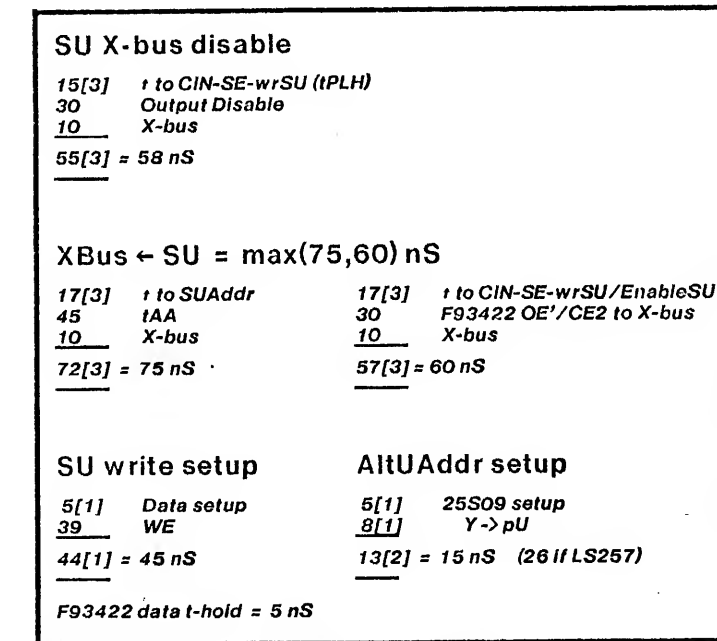 SU X-bus disable
15[3] t to CIN-SE-wrSU (tPLH)
30 Output Disable
10 X-bus
55[3] = 58 nS
XBus ← SU = max(75,60) nS
17[3] t to SUAddr
45 tAA
10 X-bus
72[3] = 75 nS
17[3] t to CIN-SE-wrSU/EnableSU
30 F93422 OE'/CE2 to X-bus
10 X-bus
57[3] = 60 nS
SU write setup
5[1] Data setup
39 WE
44[1] = 45 nS
AltUAddr setup
5[1] 25S09 setup
8[1] Y->pU
13[2] = 15 nS (26 if LS257)
F93422 data t-hold = 5 nS